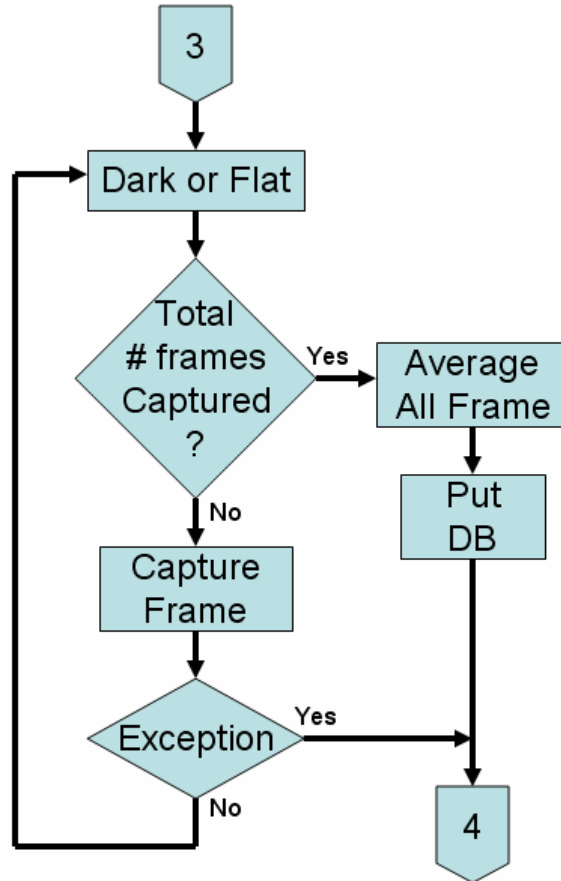 3
Dark or Flat
Total
# frames
Captured
?
Yes
Average
All Frame
No
Put
DB
Capture
Frame
Exception
Yes
No
4